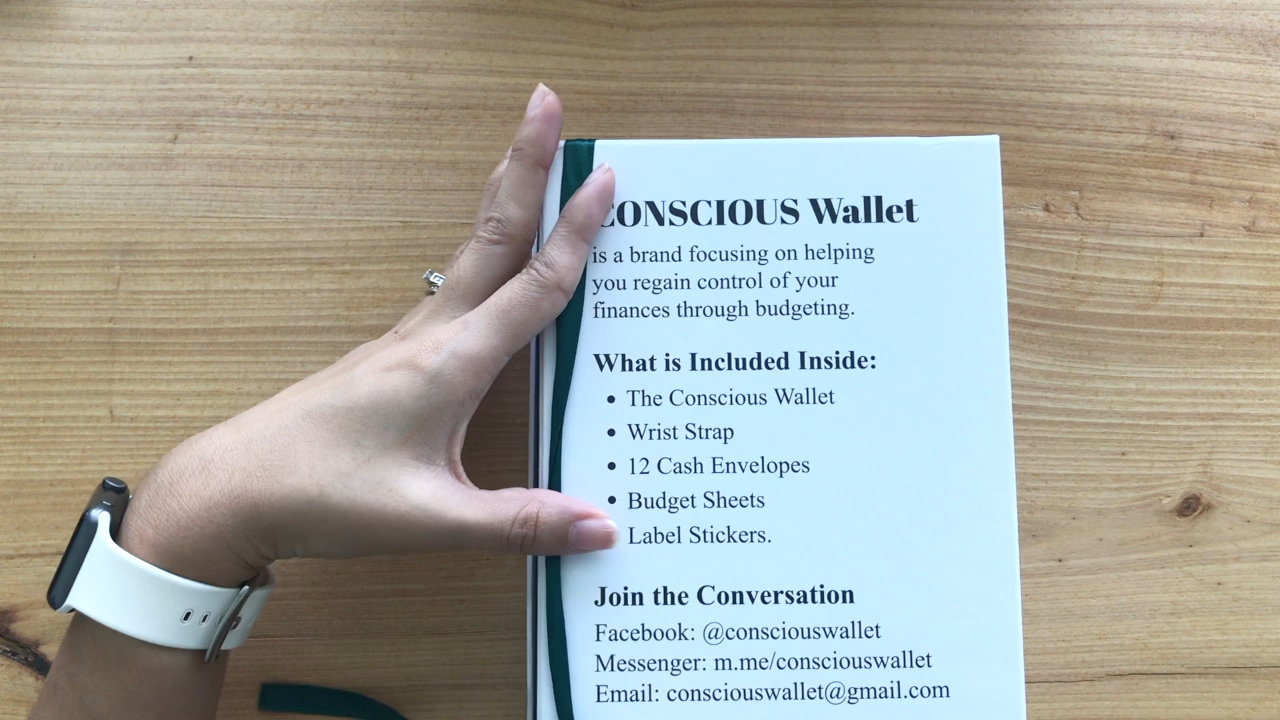 CONSCIOUS Wallet
is a brand focusing on helping
you regain control of your
finances through budgeting.
What is Included Inside:
• The Conscious Wallet
• Wrist Strap
• 12 Cash Envelopes
• Budget Sheets
Label Stickers.
Join the Conversation
Facebook: @consciouswallet
Messenger: m.me/consciouswallet
Email: consciouswallet@gmail.com